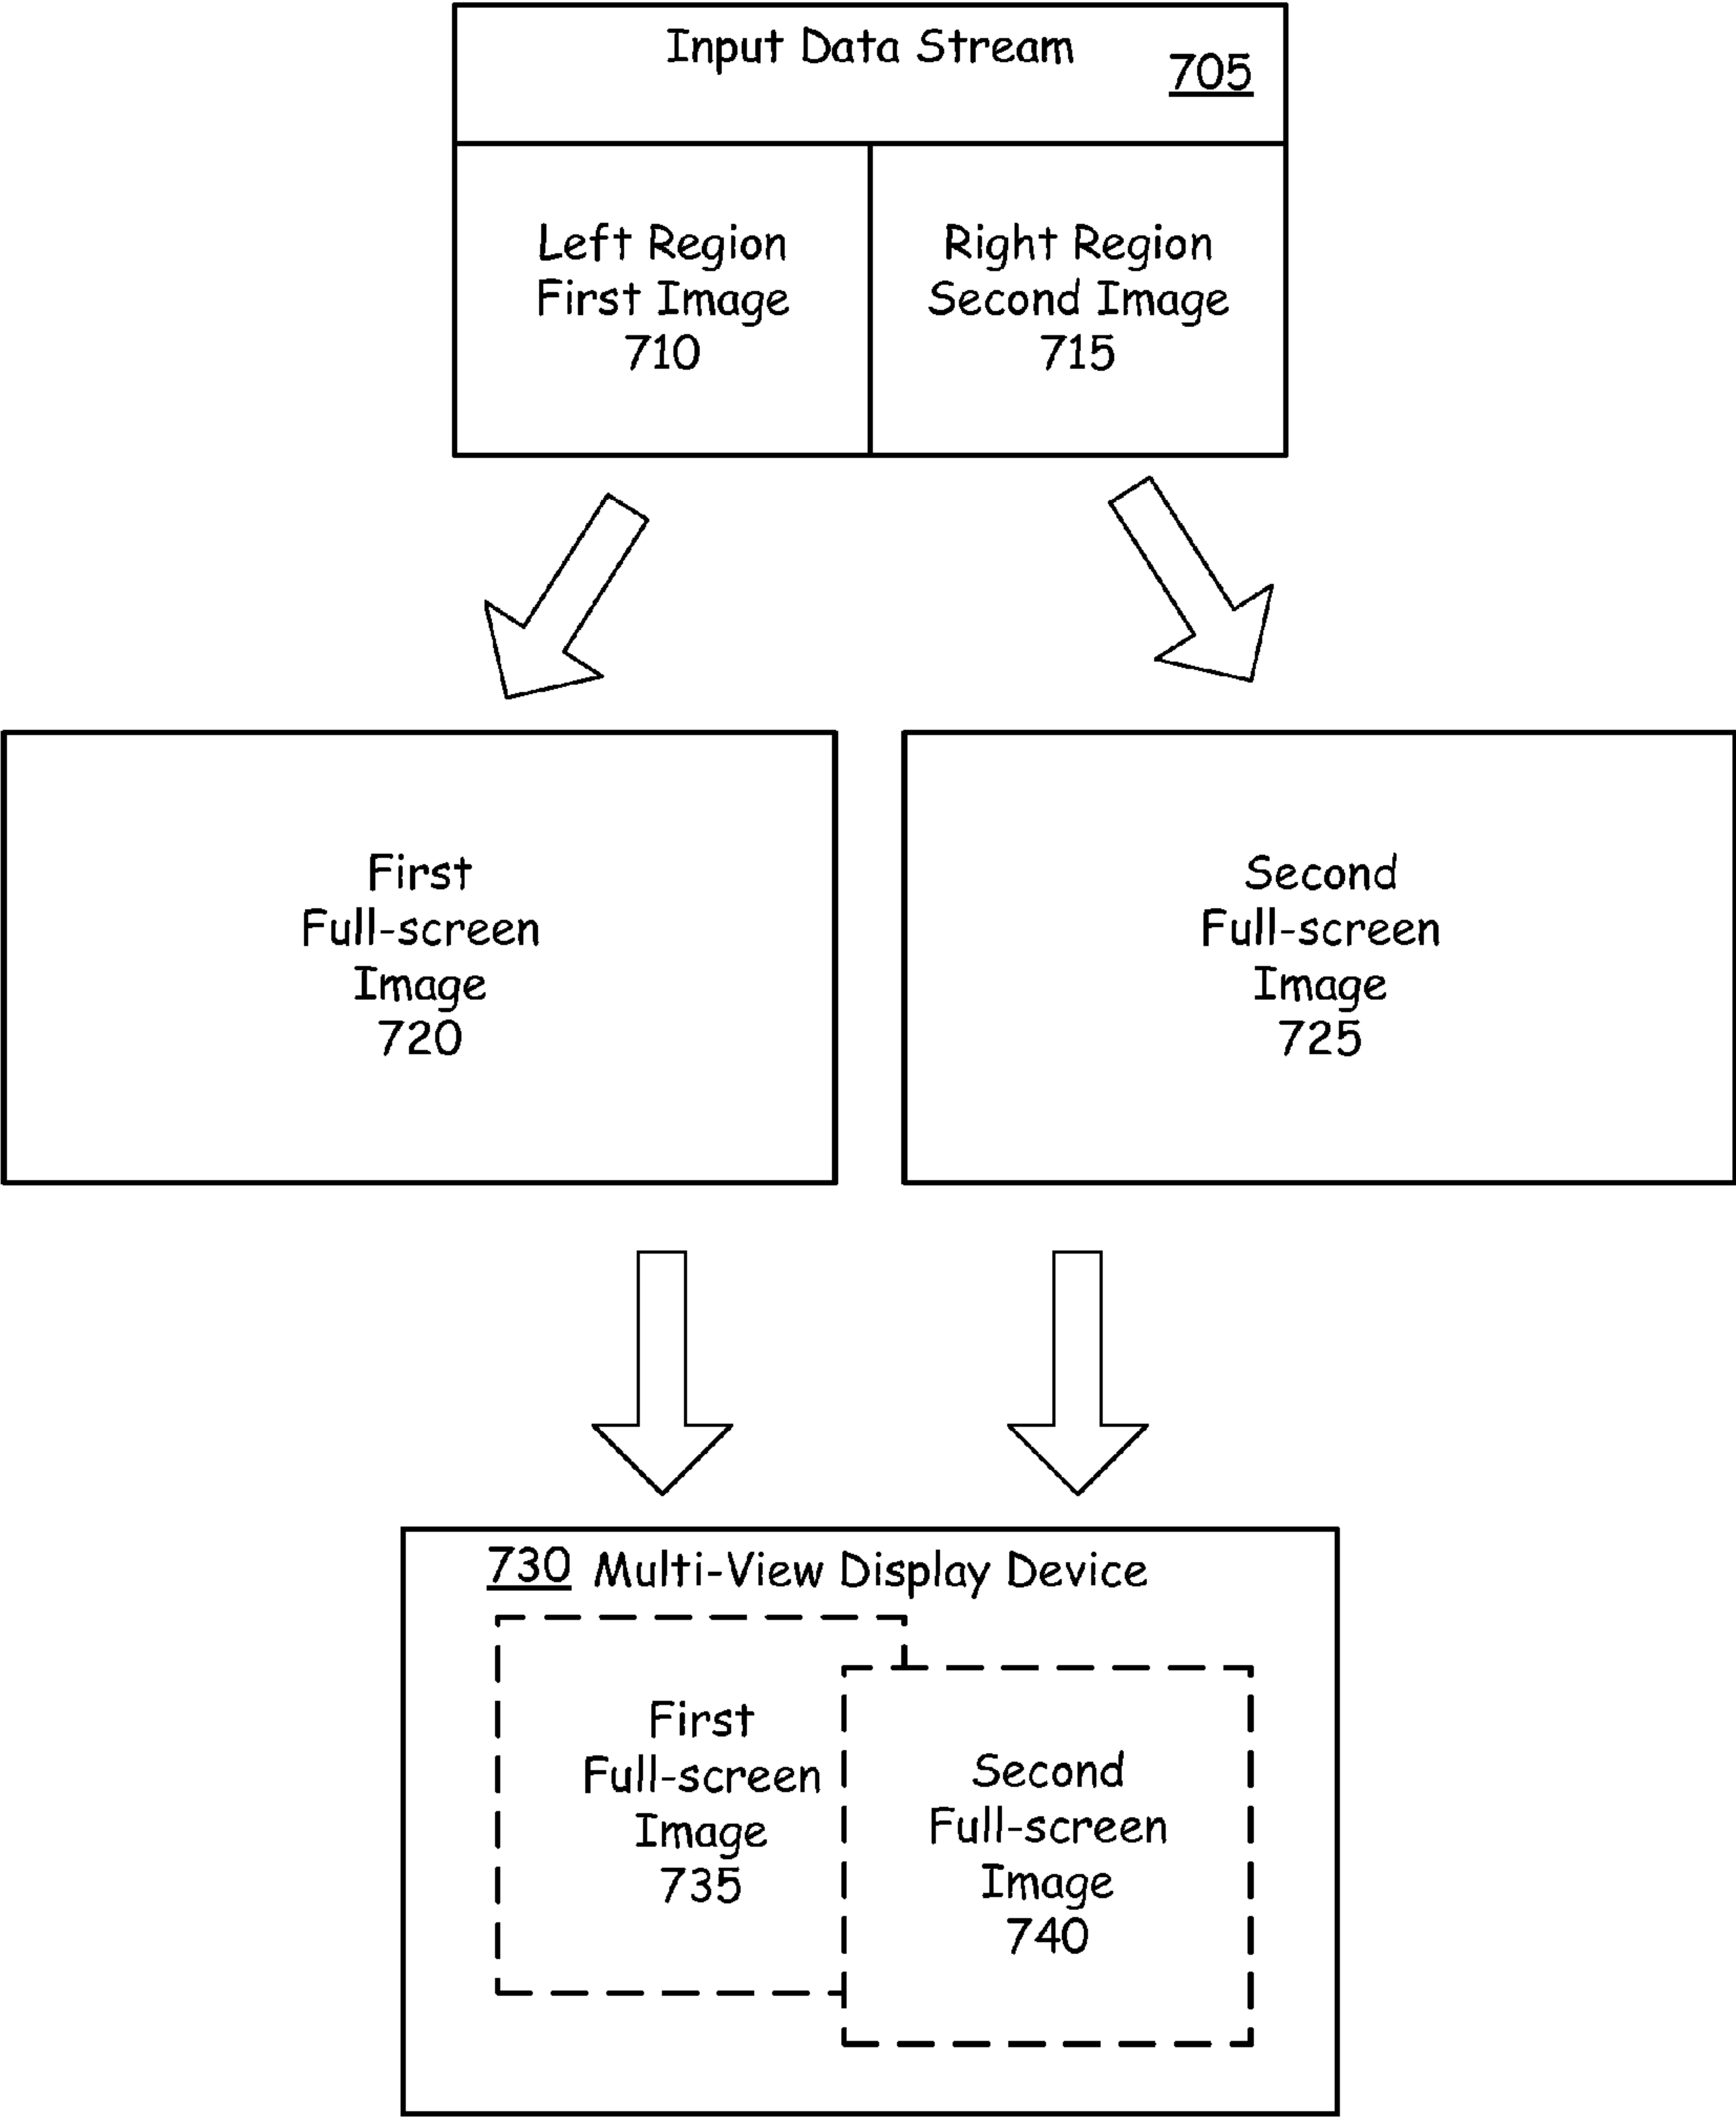 Input Data Stream
705
Left Region
First Image
710
Right Region
Second Image
715
First
Full-screen
Image
720
Second
Full-screen
Image
725
730 Multi-View Display Device
First
Full-screen
Image
735
Second
Full-screen
Image
740